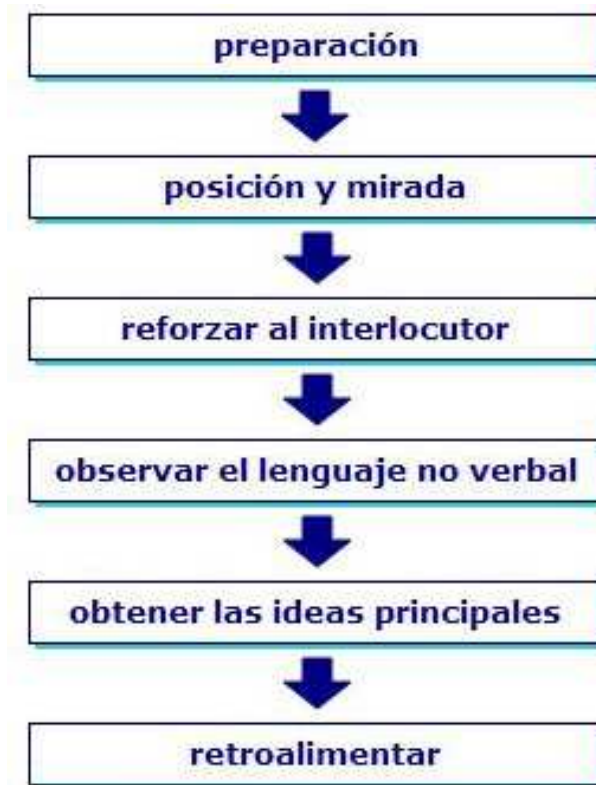 preparación
posición y mirada
reforzar al interlocutor
observar el lenguaje no verbal
obtener las ideas principales
retroalimentar